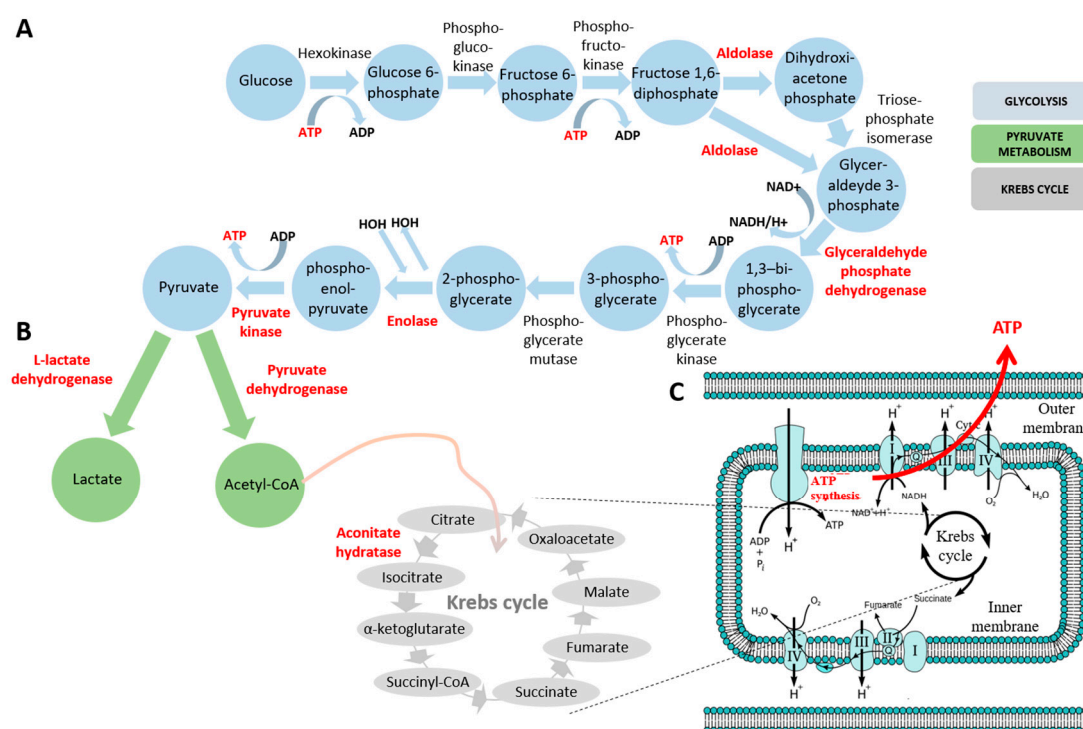 A
Hexokinase
Phospho-
gluco-
kinase
Phospho-
fructo-
kinase
Aldolase
Glucose
Glucose 6-
phosphate
Fructose 6-
phosphate
Fructose 1,6-
diphosphate
Dihydroxi-
acetone
phosphate
ATP
ADP
ATP
ADP
Aldolase
Triose-
phosphate
isomerase
GLYCOLYSIS
PYRUVATE
METABOLISM
KREBS CYCLE
Glycer-
aldeyde 3-
phosphate
NAD+
NADH/H+
Glyceraldehyde
phosphate
dehydrogenase
ATP
ADP
HOH
HOH
ATP
ADP
Pyruvate
phospho-
enol-
pyruvate
2-phospho-
glycerate
3-phospho-
glycerate
1,3–bi-
phospho-
glycerate
Pyruvate
kinase
Enolase
Phospho-
glycerate
mutase
Phospho-
glycerate
kinase
B
L-lactate
dehydrogenase
Pyruvate
dehydrogenase
Lactate
Acetyl-CoA
Aconitate
hydratase
Citrate
Oxaloacetate
Isocitrate
Malate
Krebs cycle
α-ketoglutarate
Fumarate
Succinyl-CoA
Succinate
C
ATP
H+
H+
H+
Outer
membran
Cyt c
I
Q
III
IV
ATP
synthesis
NADH
NAD++H+
O2
H2O
ADP
+
Pi
H+
ATP
Krebs
cycle
H2O
O2
Fumarate
Succinate
Inner
membrane
IV
III
II
Q
I
H+
H+